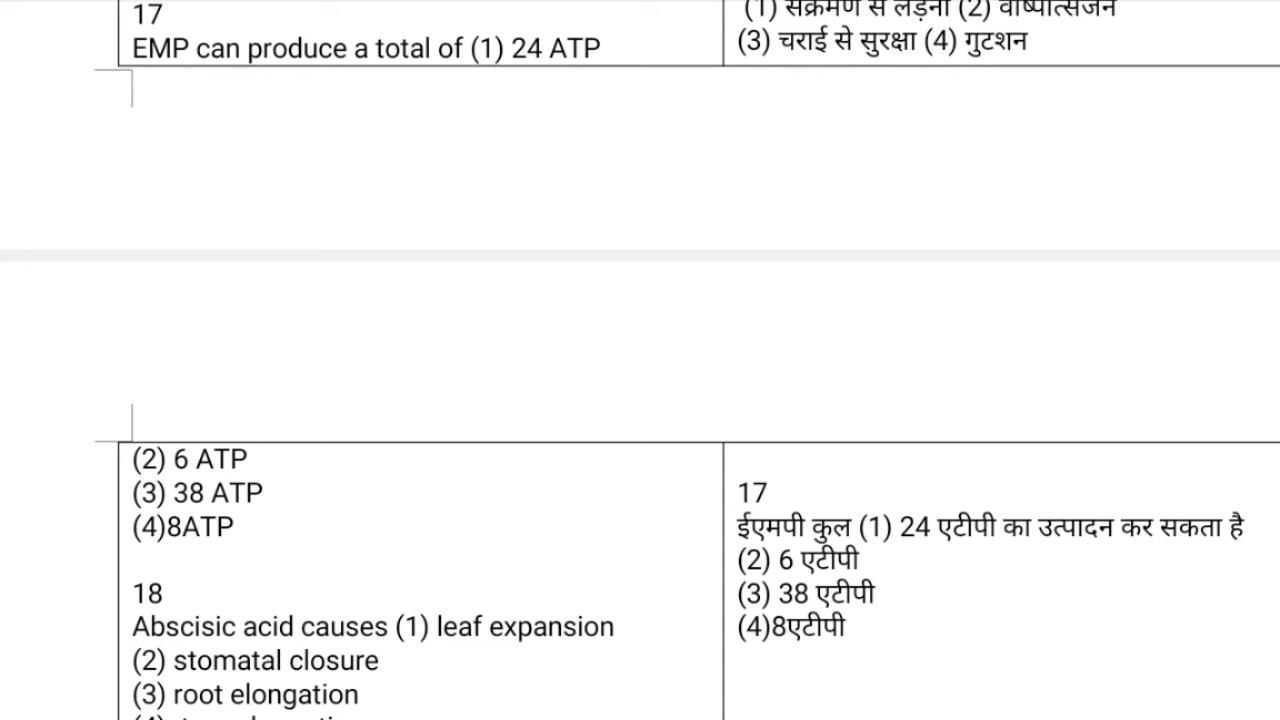 17
EMP can produce a total of (1) 24 ATP
(1) संक्रमण से लड़ना (2) वाष्पोत्सर्जन
(3) चराई से सुरक्षा (4) गुटशन
(2) 6 ATP
(3) 38 ATP
(4)8ATP
18
Abscisic acid causes (1) leaf expansion
(2) stomatal closure
(3) root elongation
17
ईएमपी कुल (1) 24 एटीपी का उत्पादन कर सकता है
(2) 6 एटीपी
(3) 38 एटीपी
(4)8एटीपी